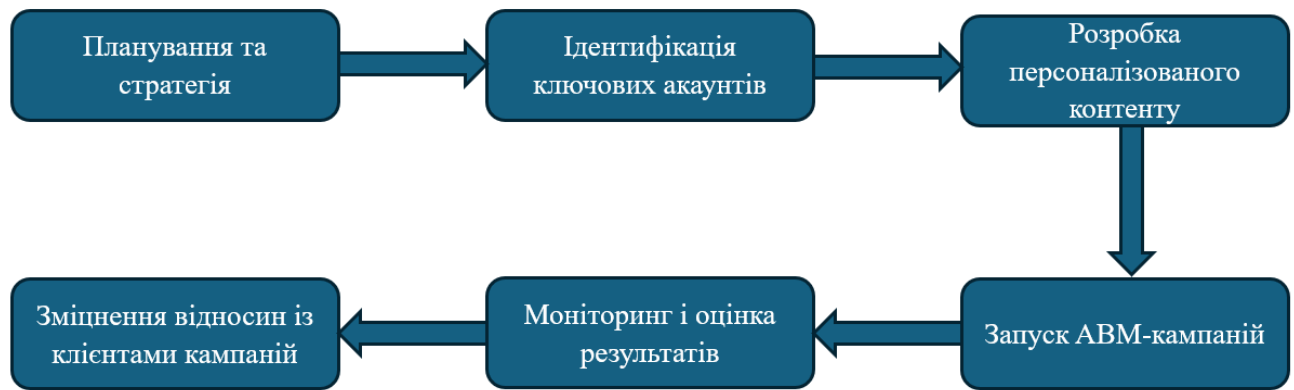 Планування та
стратегія
Ідентифікація
ключових акаунтів
Розробка
персоналізованого
контенту
Запуск АВМ-кампаній
Моніторинг і оцінка
результатів
Зміцнення відносин із
клієнтами кампаній